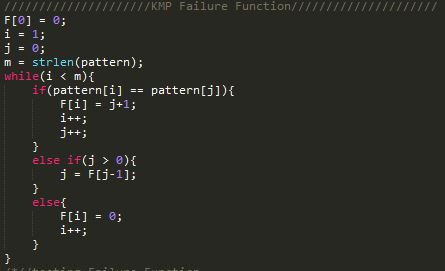 /////////////////////KMP Failure Function/////////////////////
F[0] = 0;
i = 1;
j = 0;
m = strlen(pattern);
while(i < m){
    if(pattern[i] == pattern[j]){
        F[i] = j+1;
        i++;
        j++;
    }
    else if(j > 0){
        j = F[j-1];
    }
    else{
        F[i] = 0;
        i++;
    }
}